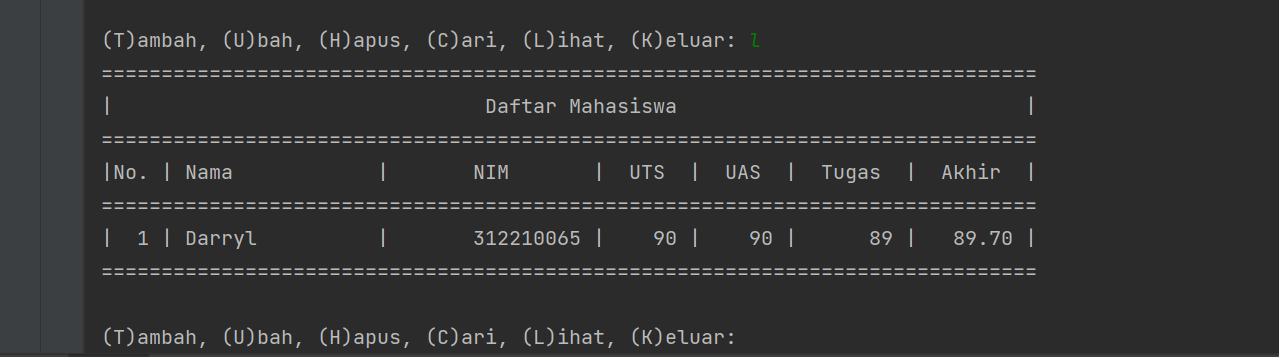 (T)ambah, (U)bah, (H)apus, (C)ari, (L)ihat, (K)eluar: l
==============================================================================
|                               Daftar Mahasiswa                             |
==============================================================================
|No. | Nama            |       NIM       |  UTS  |  UAS  |  Tugas  |  Akhir  |
==============================================================================
|  1 | Darryl          |       312210065 |    90 |    90 |      89 |   89.70 |
==============================================================================
(T)ambah, (U)bah, (H)apus, (C)ari, (L)ihat, (K)eluar: